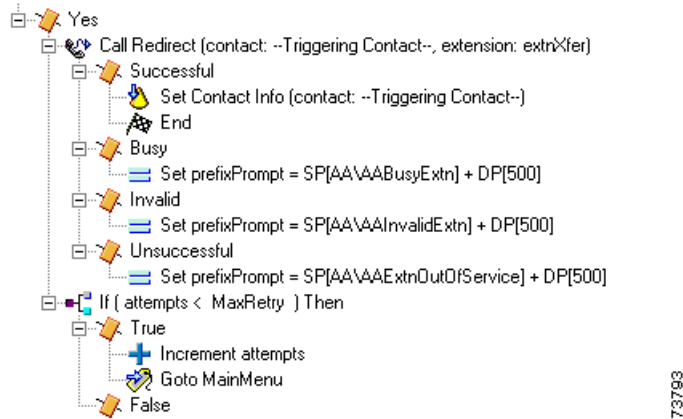 Yes
Call Redirect (contact: --Triggering Contact--, extension: extnXfer)
Successful
Set Contact Info (contact: --Triggering Contact--)
End
Busy
Set prefixPrompt = SP[AA\AABusyExtn] + DP[500]
Invalid
Set prefixPrompt = SP[AA\AAInvalidExtn] + DP[500]
Unsuccessful
Set prefixPrompt = SP[AA\AAExtnOutOfService] + DP[500]
If ( attempts < MaxRetry ) Then
True
Increment attempts
Goto MainMenu
False
73793